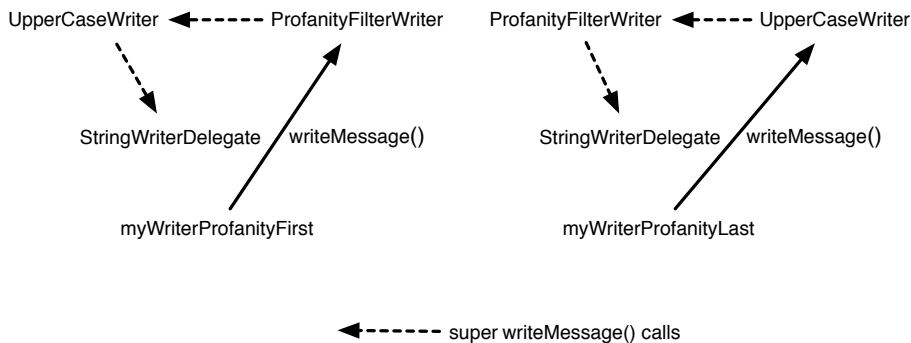 UpperCaseWriter
ProfanityFilterWriter
ProfanityFilterWriter
UpperCaseWriter
StringWriterDelegate
writeMessage()
StringWriterDelegate
writeMessage()
myWriterProfanityFirst
myWriterProfanityLast
super writeMessage() calls